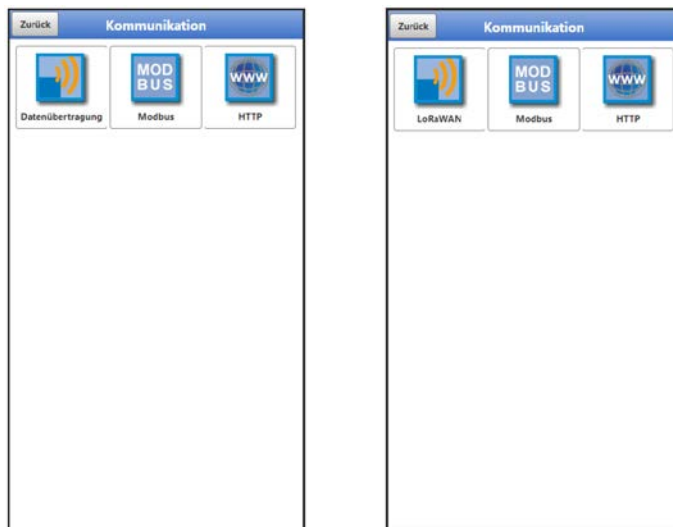 Zurück Kommunikation
MOD BUS
WWW
Datenübertragung Modbus HTTP
Zurück Kommunikation
MOD BUS
WWW
LoRaWAN Modbus HTTP